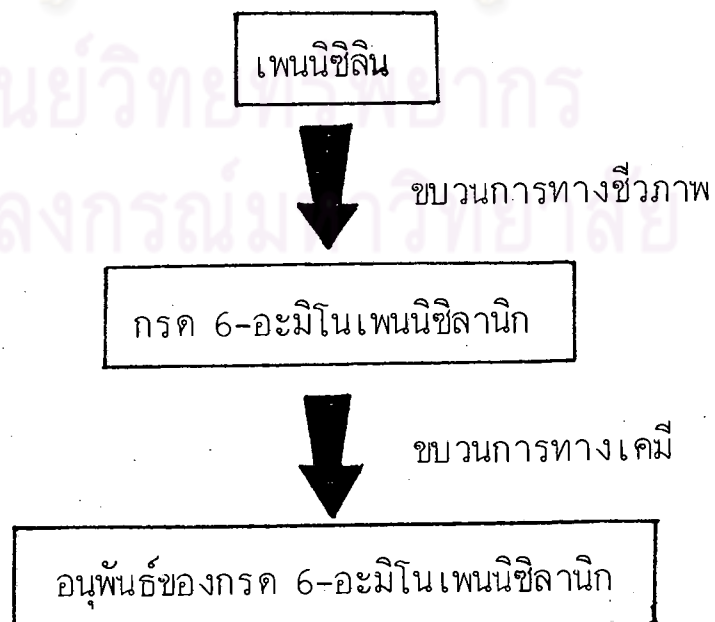 เพนนิซิลิน
ขบวนการทางชีวภาพ
กรด 6-อะมิโนเพนนิซิลานิก
ขบวนการทางเคมี
อนุพันธ์ของกรด 6-อะมิโนเพนนิซิลานิก